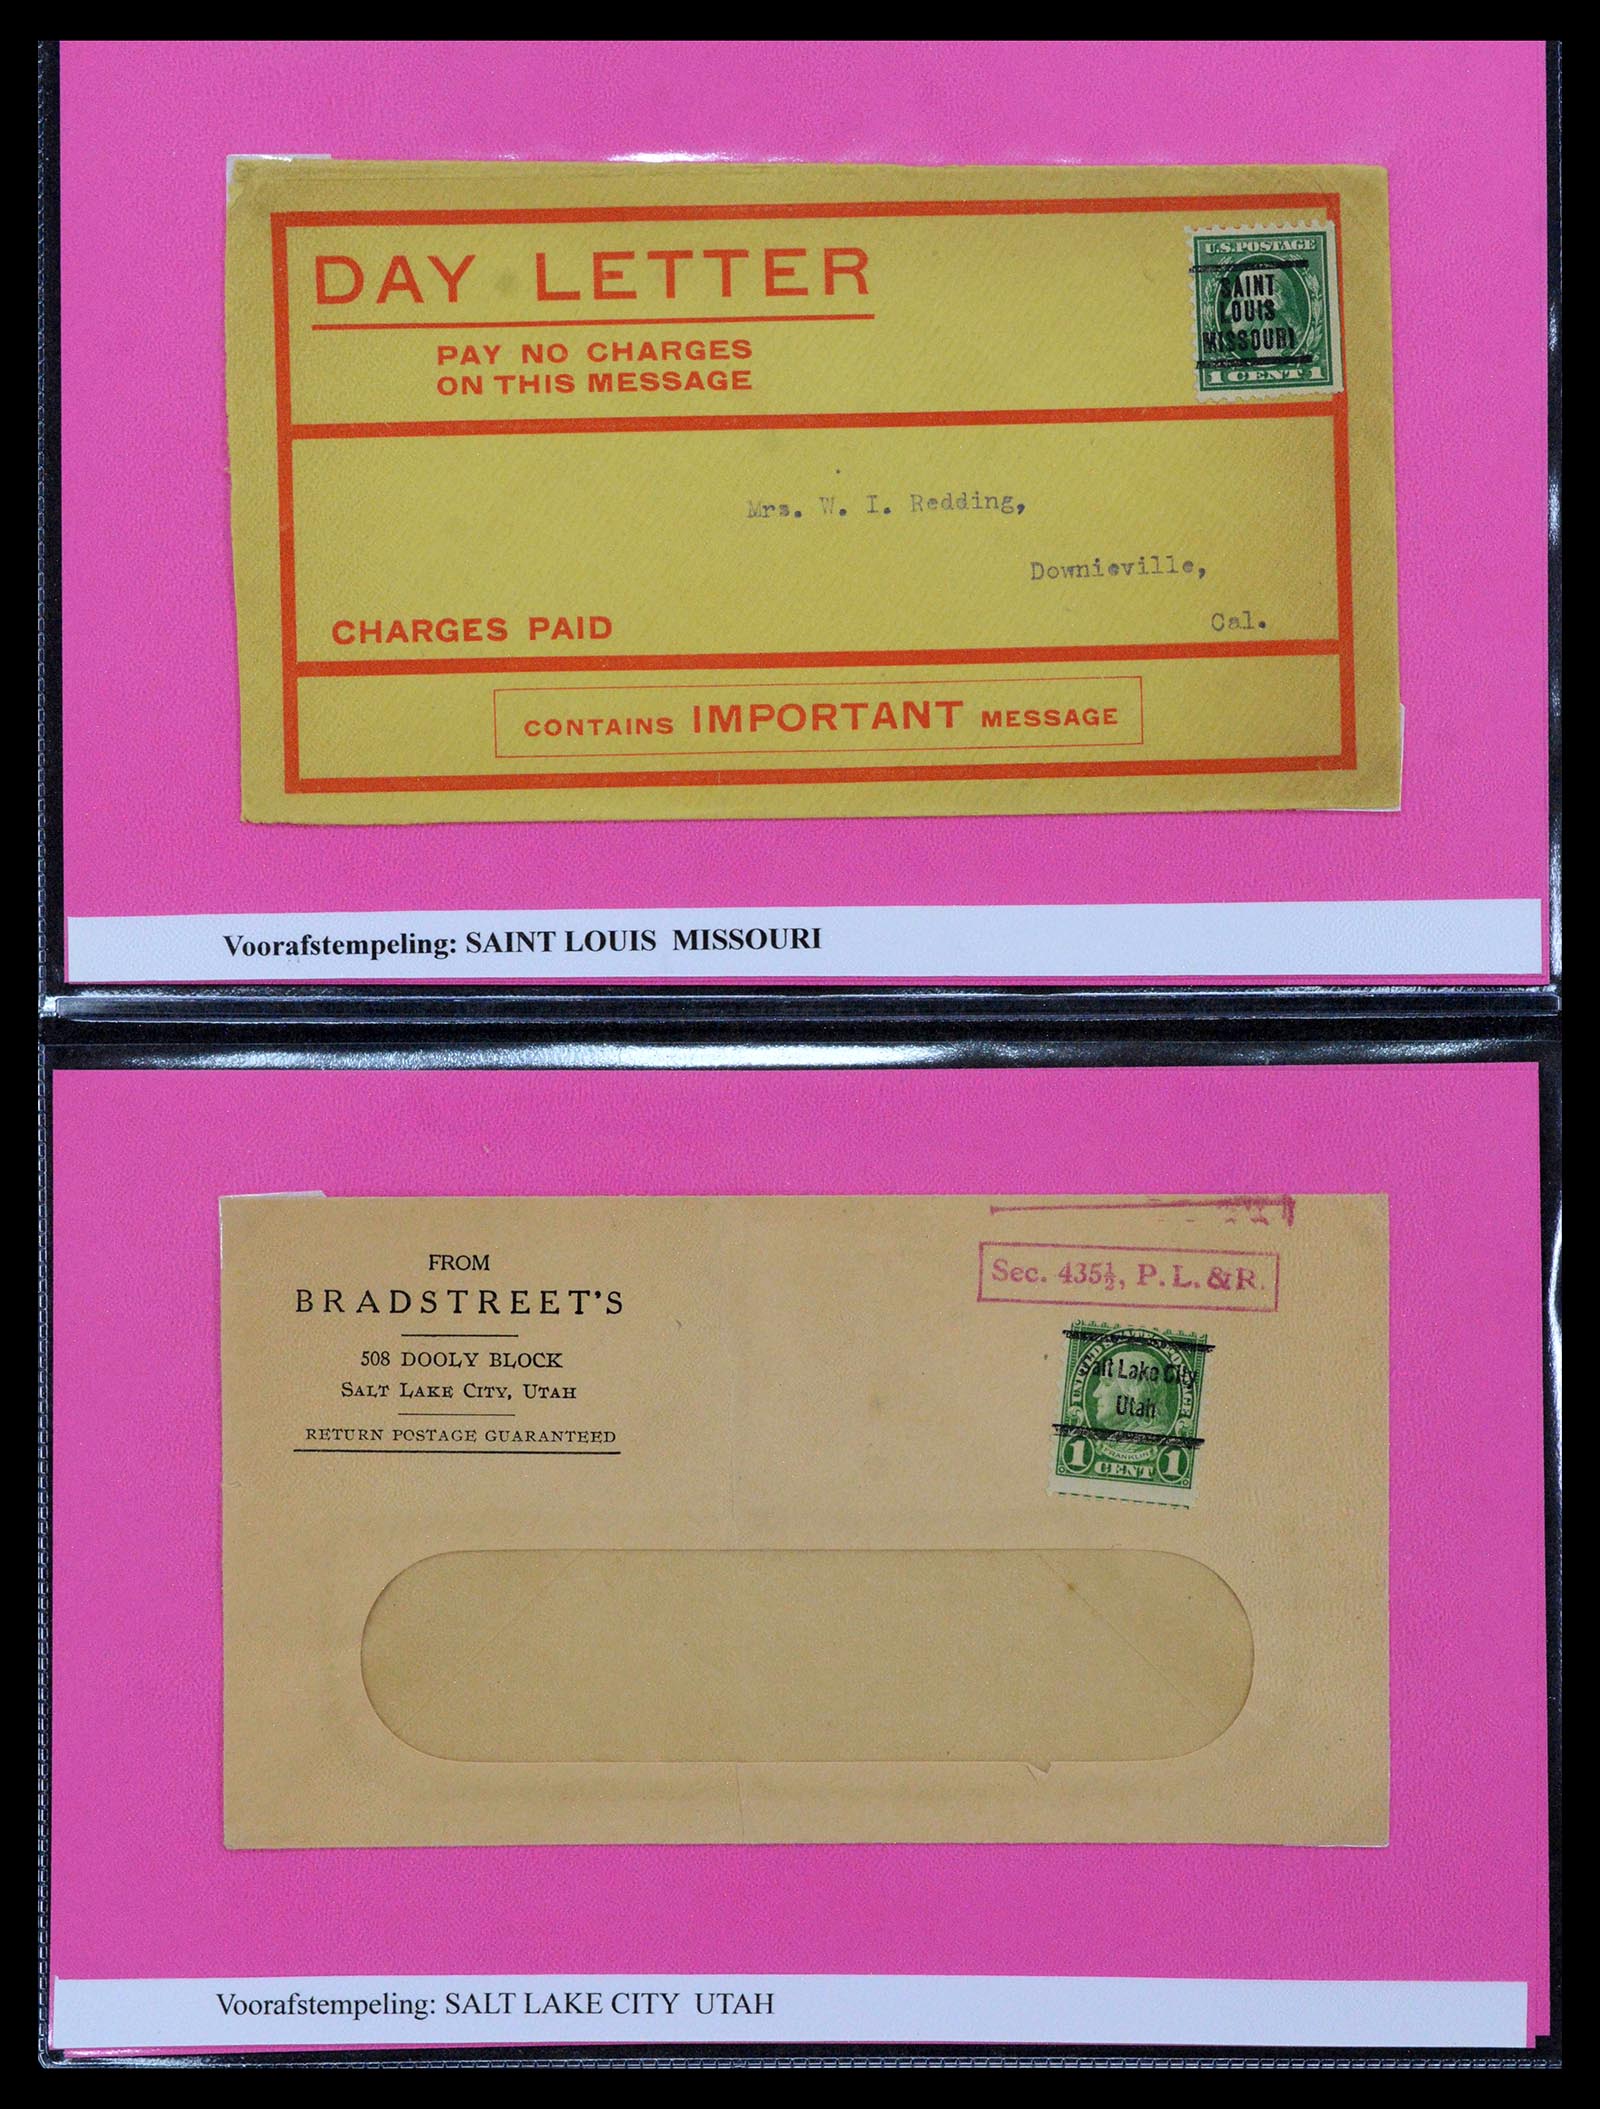 DAY LETTER
PAY NO CHARGES
ON THIS MESSAGE
U.S. POSTAGE
SAINT
LOUIS
MISSOURI
1 CENT 1
Mrs. W. I. Redding,
Downieville,
Cal.
CHARGES PAID
CONTAINS IMPORTANT MESSAGE
Voorafstempeling: SAINT LOUIS MISSOURI
FROM
BRADSTREET'S
508 DOOLY BLOCK
SALT LAKE CITY, UTAH
RETURN POSTAGE GUARANTEED
Sec. 435½, P. L. & R.
alt Lake City
Utah
FRANKLIN
1 CENT 1
Voorafstempeling: SALT LAKE CITY UTAH